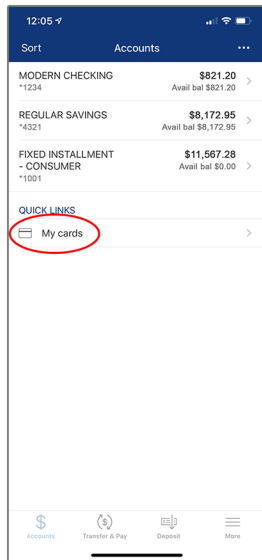 12:05
Sort Accounts ...
MODERN CHECKING $821.20
*1234 Avail bal $821.20
REGULAR SAVINGS $8,172.95
*4321 Avail bal $8,172.95
FIXED INSTALLMENT $11,567.28
- CONSUMER Avail bal $0.00
*1001
QUICK LINKS
My cards
Accounts Transfer & Pay Deposit More